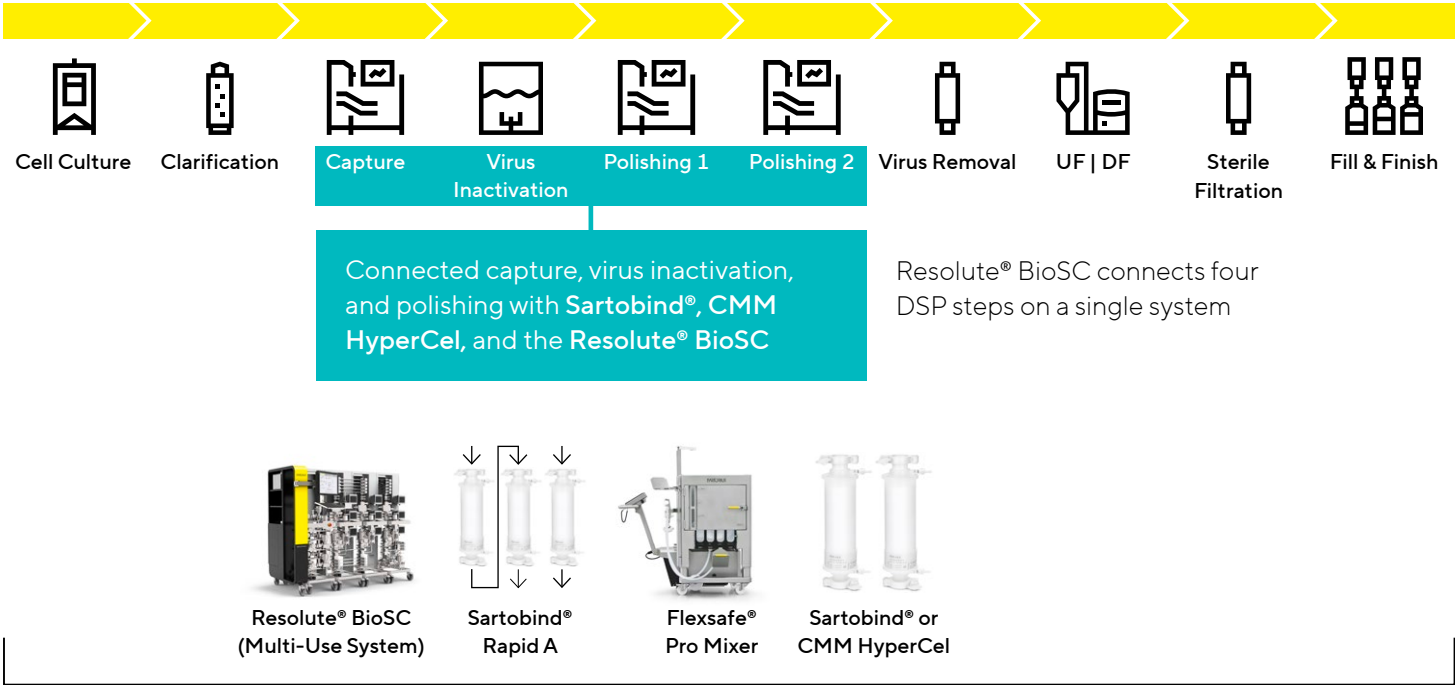 Cell Culture
Clarification
Capture
Virus
Inactivation
Polishing 1
Polishing 2
Virus Removal
UF | DF
Sterile
Filtration
Fill & Finish
Connected capture, virus inactivation,
and polishing with Sartobind®, CMM
HyperCel, and the Resolute® BioSC
Resolute® BioSC connects four
DSP steps on a single system
Resolute® BioSC
(Multi-Use System)
Sartobind®
Rapid A
Flexsafe®
Pro Mixer
Sartobind® or
CMM HyperCel